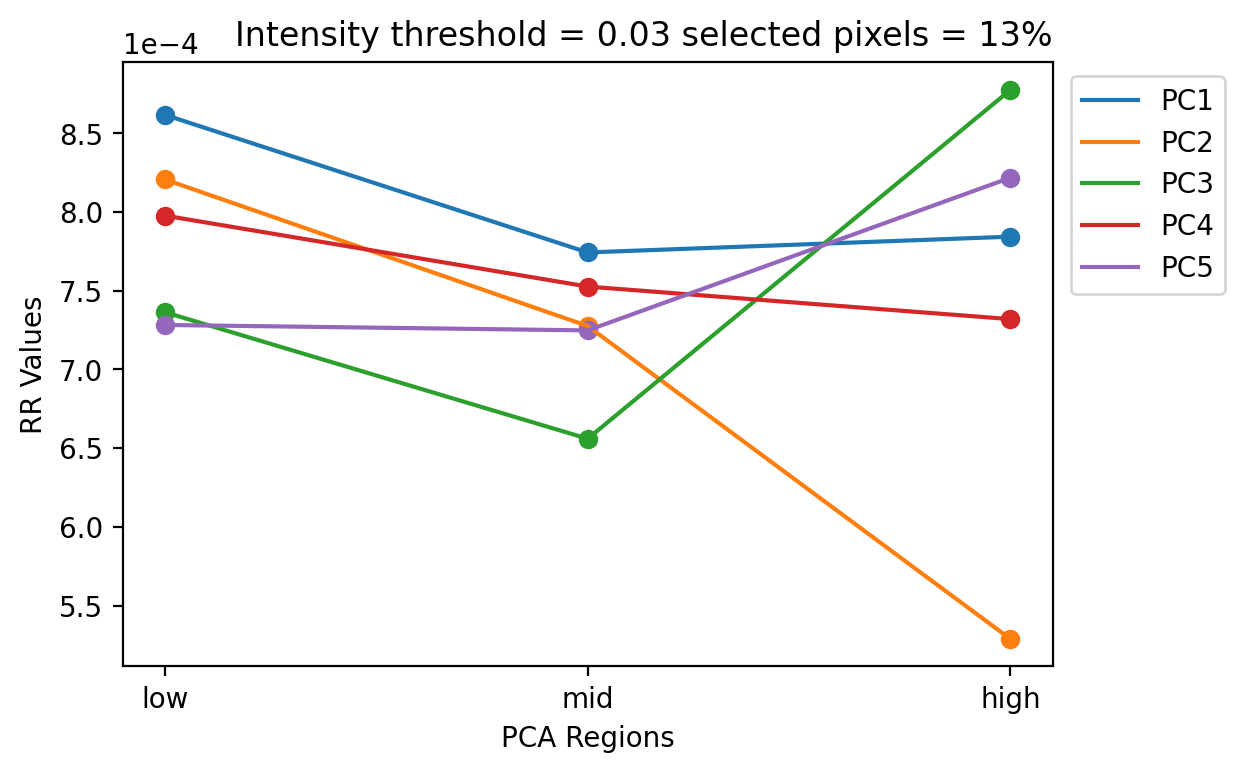 Intensity threshold = 0.03 selected pixels = 13%
1e−4
8.5
8.0
7.5
7.0
6.5
6.0
5.5
RR Values
low
mid
high
PCA Regions
PC1
PC2
PC3
PC4
PC5